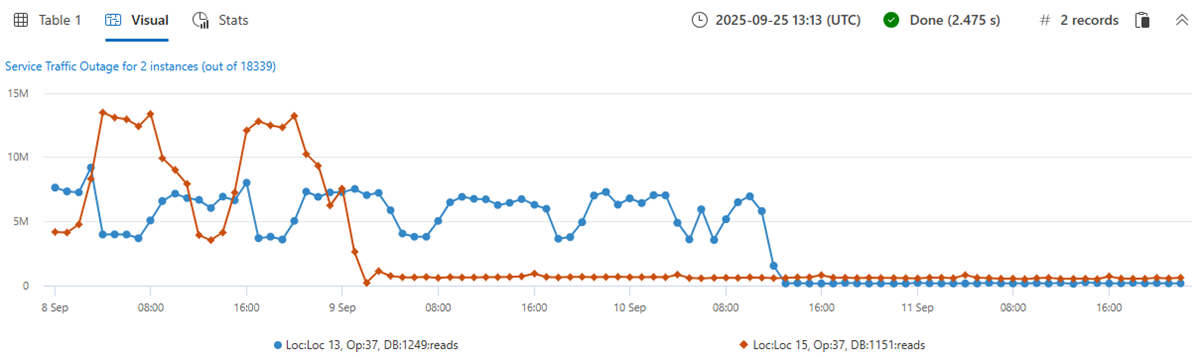 Table 1 Visual Stats 2025-09-25 13:13 (UTC) Done (2.475 s) # 2 records
Service Traffic Outage for 2 instances (out of 18339)
15M
10M
5M
0
8 Sep 08:00 16:00 9 Sep 08:00 16:00 10 Sep 08:00 16:00 11 Sep 08:00 16:00
Loc:Loc 13, Op:37, DB:1249:reads Loc:Loc 15, Op:37, DB:1151:reads